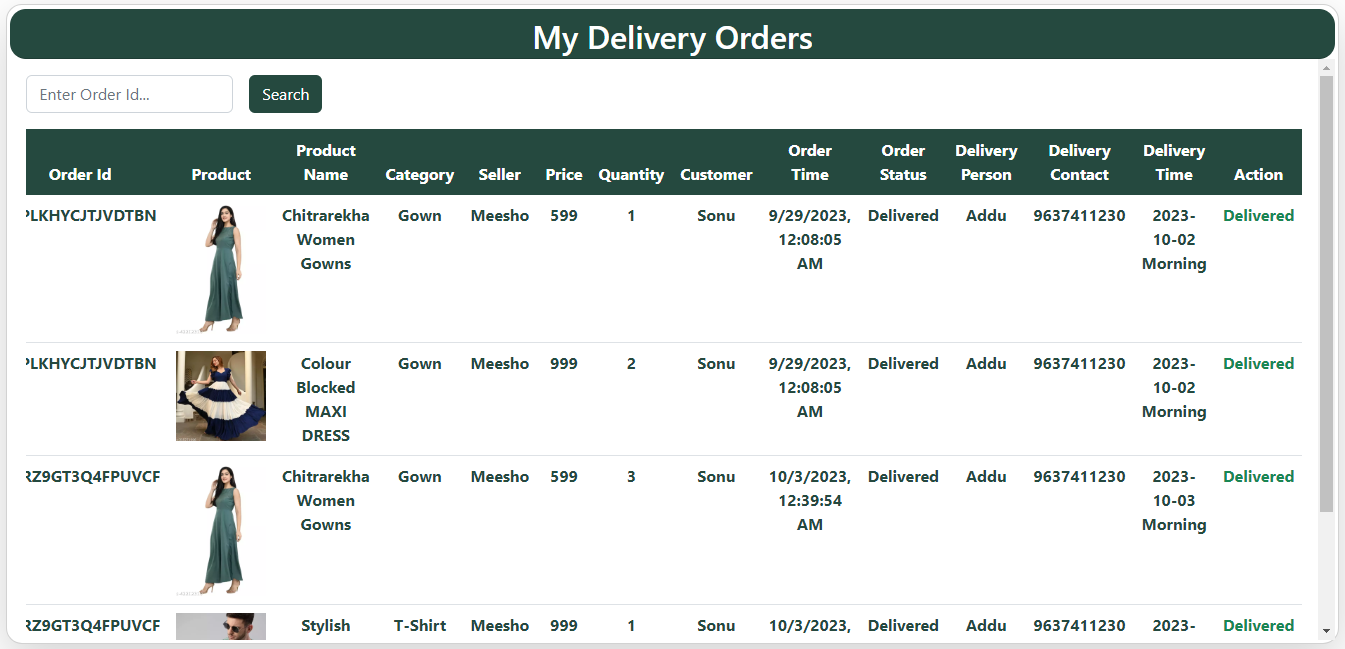 My Delivery Orders
Enter Order Id...
Search
Order Id
Product
Product
Name
Category
Seller
Price
Quantity
Customer
Order
Time
Order
Status
Delivery
Person
Delivery
Contact
Delivery
Time
Action
PLKHYCJTJVDTBN
Chitrarekha
Women
Gowns
Gown
Meesho
599
1
Sonu
9/29/2023,
12:08:05
AM
Delivered
Addu
9637411230
2023-
10-02
Morning
Delivered
PLKHYCJTJVDTBN
Colour
Blocked
MAXI
DRESS
Gown
Meesho
999
2
Sonu
9/29/2023,
12:08:05
AM
Delivered
Addu
9637411230
2023-
10-02
Morning
Delivered
RZ9GT3Q4FPUVCF
Chitrarekha
Women
Gowns
Gown
Meesho
599
3
Sonu
10/3/2023,
12:39:54
AM
Delivered
Addu
9637411230
2023-
10-03
Morning
Delivered
RZ9GT3Q4FPUVCF
Stylish
T-Shirt
Meesho
999
1
Sonu
10/3/2023,
Delivered
Addu
9637411230
2023-
Delivered